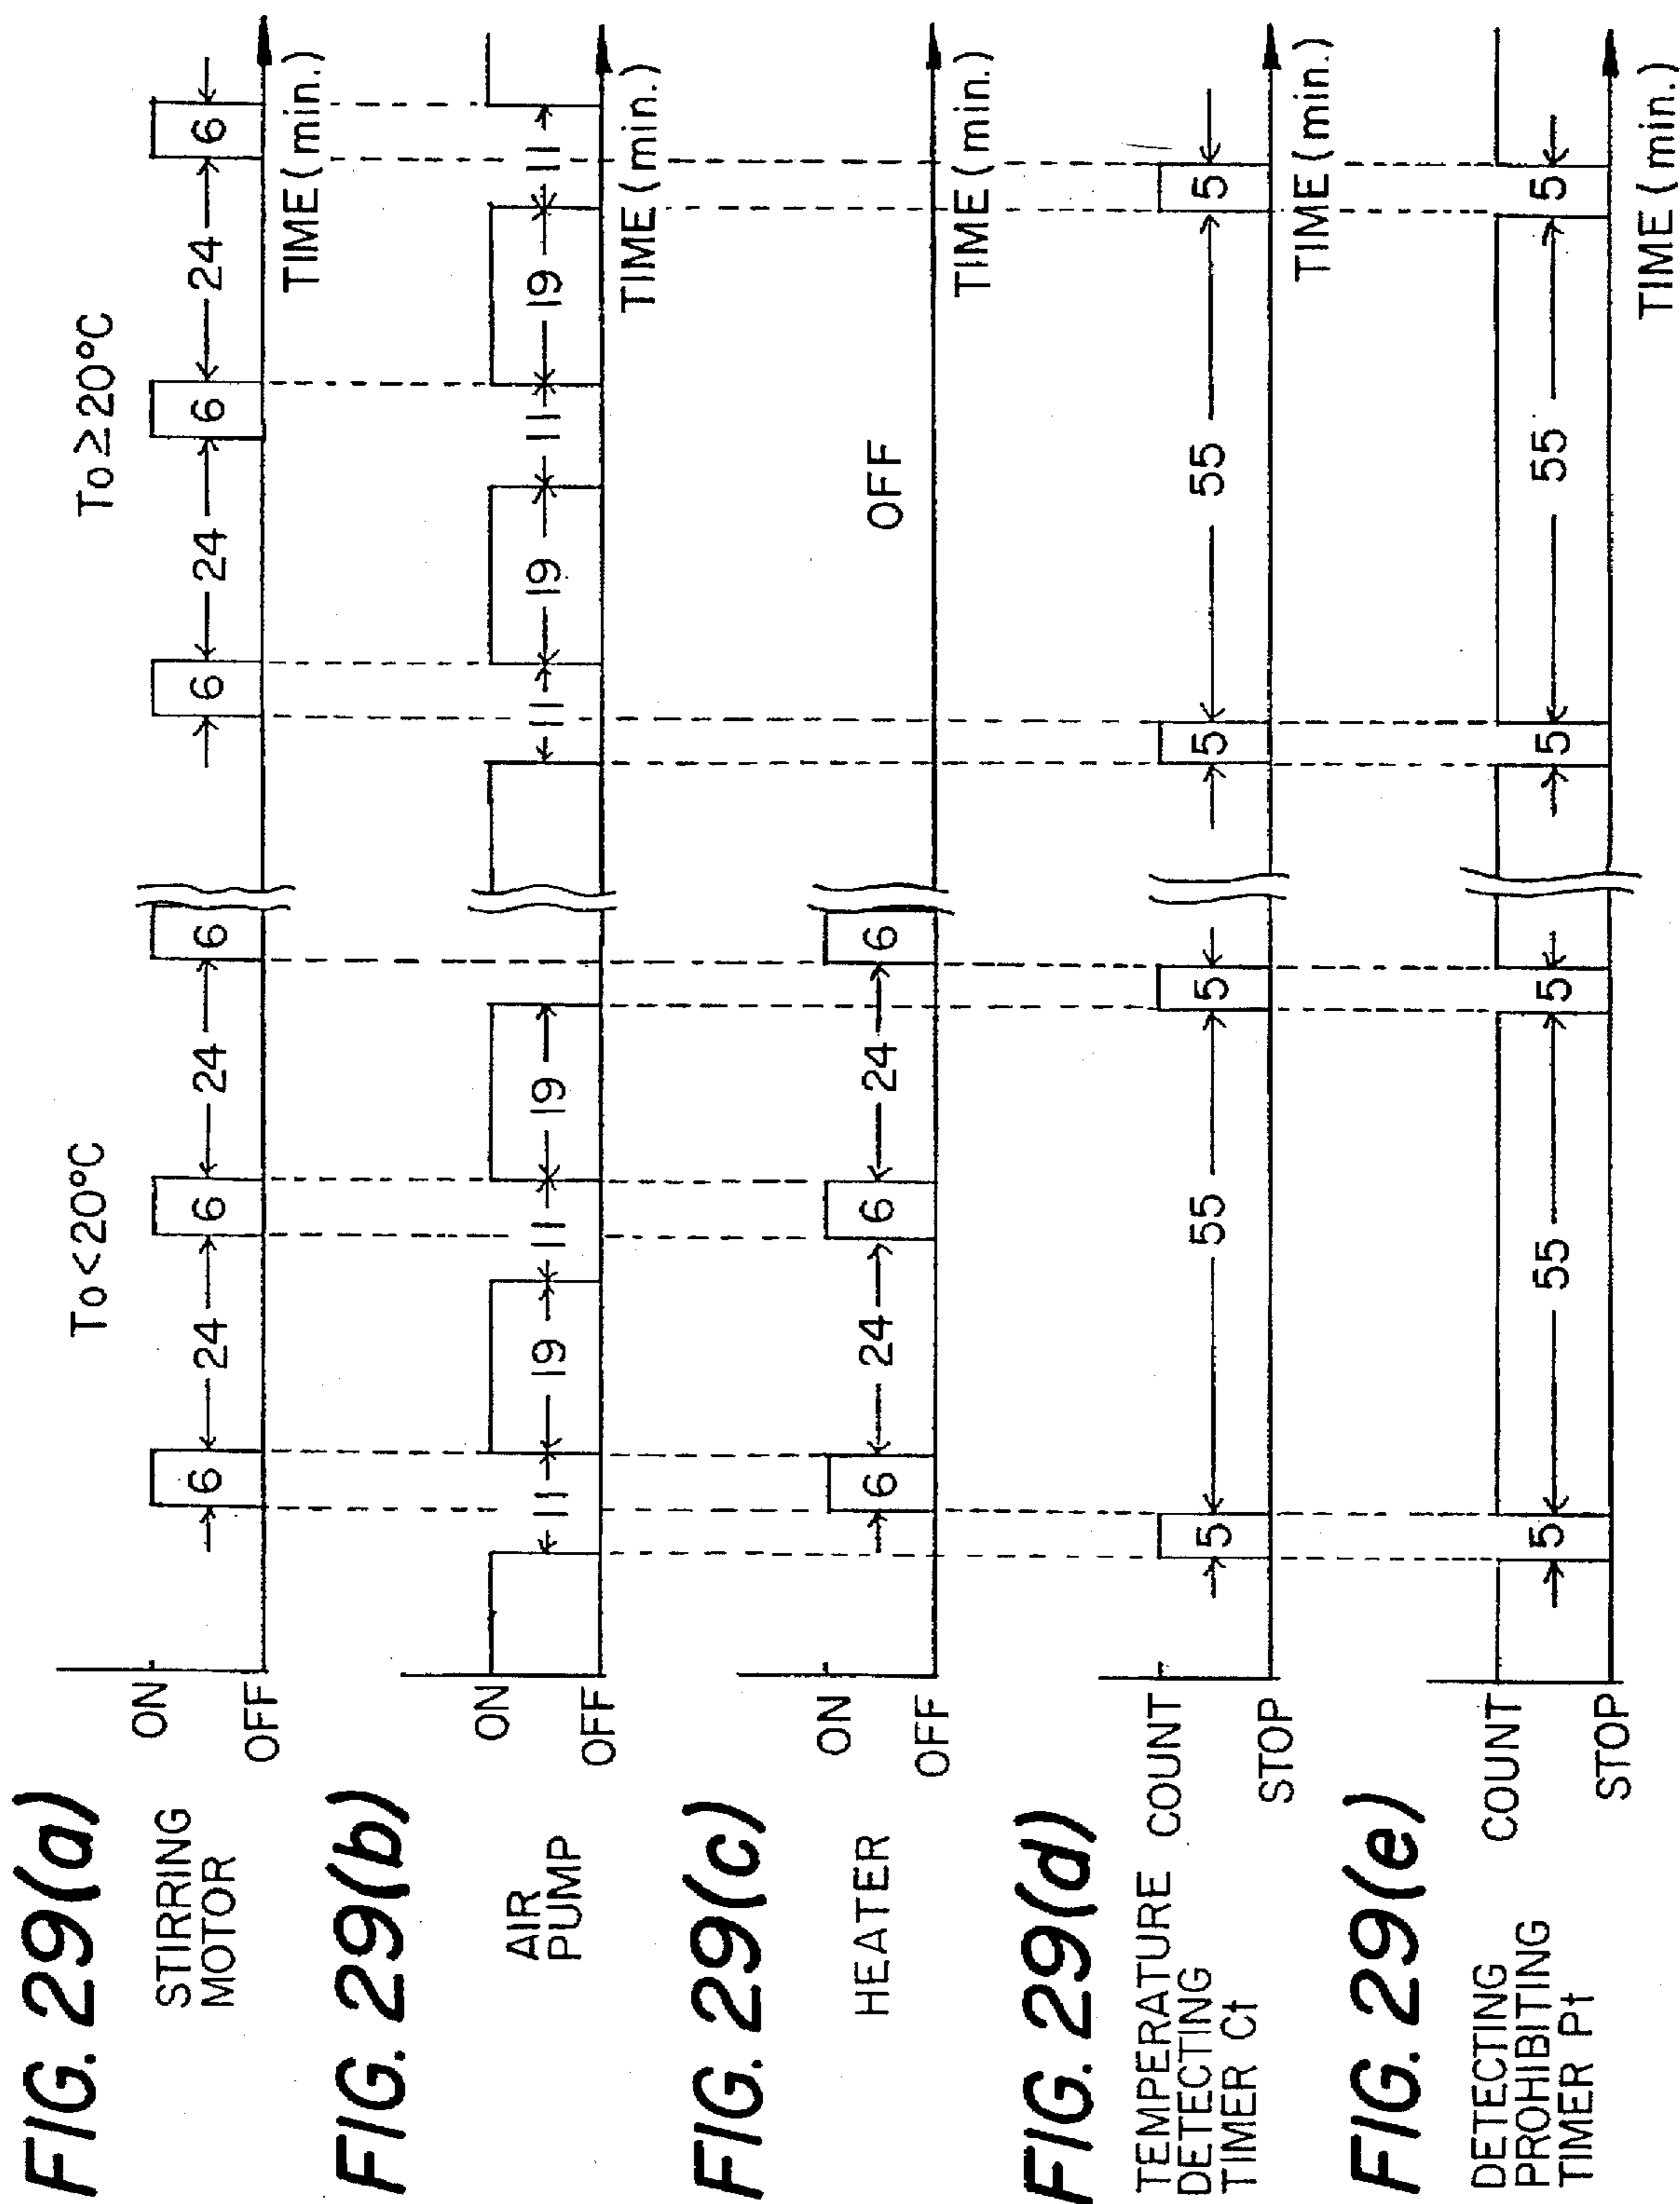 To<20°C
To≥20°C
FIG. 29(a)
STIRRING
MOTOR
ON
OFF
6
24
6
24
6
6
24
6
24
6
TIME (min.)
FIG. 29(b)
AIR
PUMP
ON
OFF
11
19
11
19
11
19
11
19
11
TIME (min.)
FIG. 29(c)
HEATER
ON
OFF
6
24
6
24
6
OFF
TIME (min.)
FIG. 29(d)
TEMPERATURE
DETECTING
TIMER Ct
COUNT
STOP
5
55
5
5
55
5
TIME (min.)
FIG. 29(e)
DETECTING
PROHIBITING
TIMER Pt
COUNT
STOP
5
55
5
5
55
5
TIME (min.)